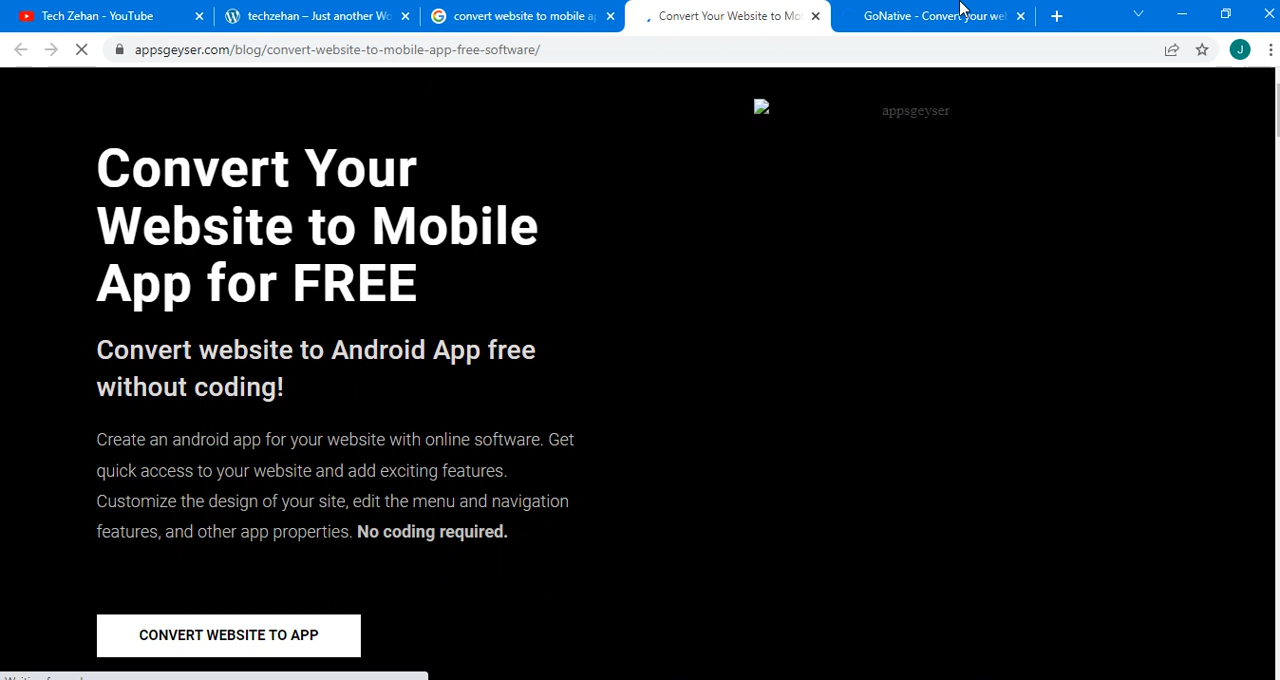 Tech Zehan - YouTube
techzehan – Just another Wo
convert website to mobile a
Convert Your Website to Mo
GoNative - Convert your we
appsgeyser.com/blog/convert-website-to-mobile-app-free-software/
J
appsgeyser
Convert Your
Website to Mobile
App for FREE
Convert website to Android App free
without coding!
Create an android app for your website with online software. Get
quick access to your website and add exciting features.
Customize the design of your site, edit the menu and navigation
features, and other app properties. No coding required.
CONVERT WEBSITE TO APP